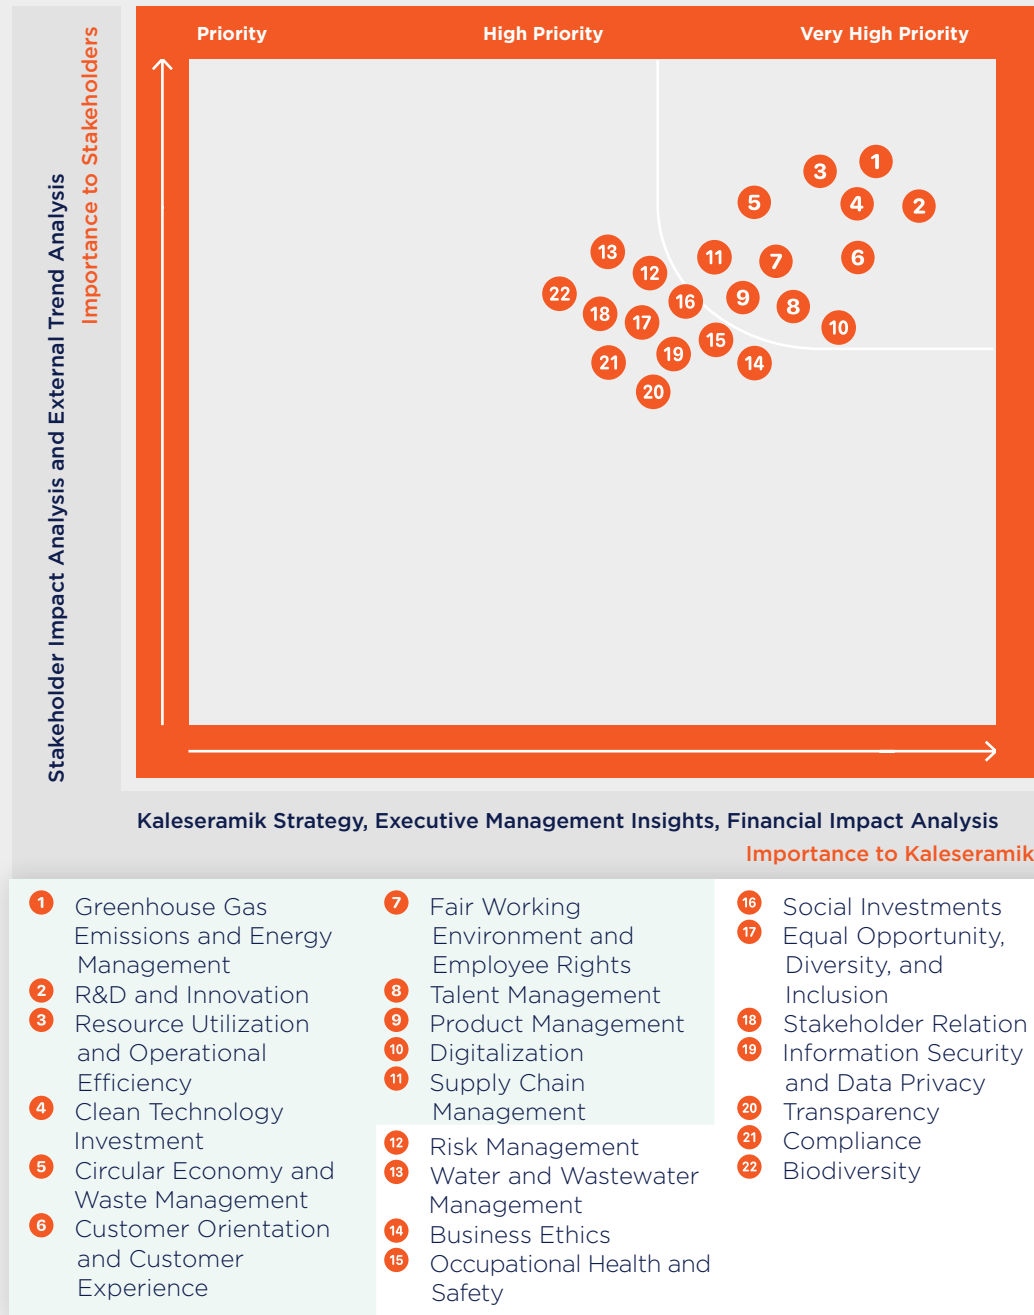 Priority
High Priority
Very High Priority
Stakeholder Impact Analysis and External Trend Analysis
Importance to Stakeholders
1
3
5
4
2
13
11
7
6
12
22
16
9
8
18
17
10
15
19
21
14
20
Kaleseramik Strategy, Executive Management Insights, Financial Impact Analysis
Importance to Kaleseramik
1 Greenhouse Gas
Emissions and Energy
Management
2 R&D and Innovation
3 Resource Utilization
and Operational
Efficiency
4 Clean Technology
Investment
5 Circular Economy and
Waste Management
6 Customer Orientation
and Customer
Experience
7 Fair Working
Environment and
Employee Rights
8 Talent Management
9 Product Management
10 Digitalization
11 Supply Chain
Management
12 Risk Management
13 Water and Wastewater
Management
14 Business Ethics
15 Occupational Health and
Safety
16 Social Investments
17 Equal Opportunity,
Diversity, and
Inclusion
18 Stakeholder Relation
19 Information Security
and Data Privacy
20 Transparency
21 Compliance
22 Biodiversity